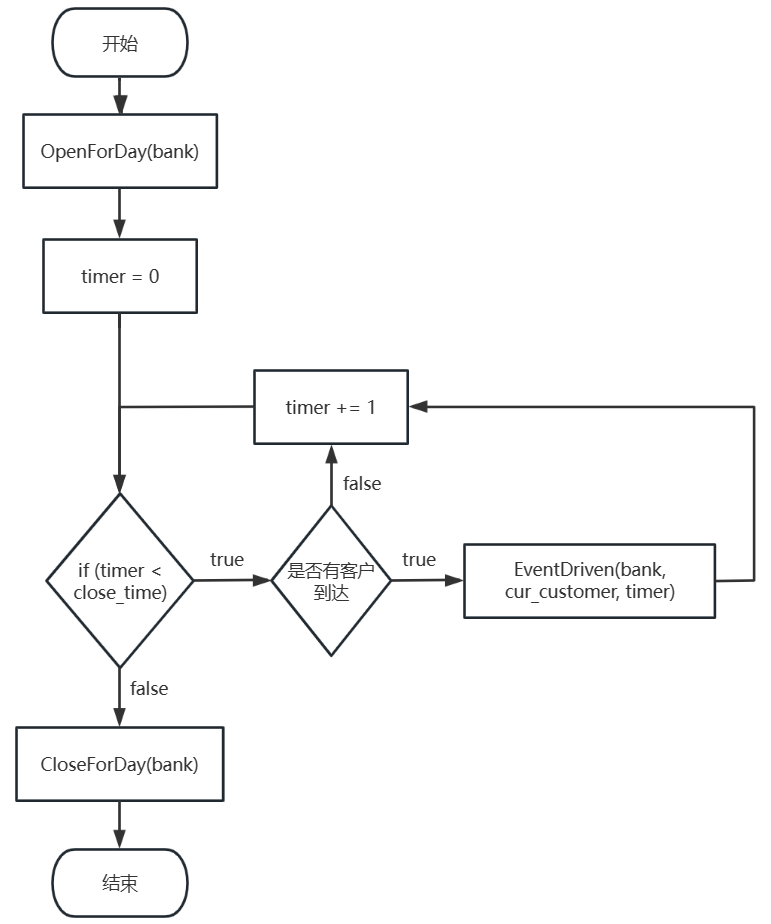 开始
OpenForDay(bank)
timer = 0
timer += 1
false
if (timer <
close_time)
true
是否有客户
到达
true
EventDriven(bank,
cur_customer, timer)
false
CloseForDay(bank)
结束